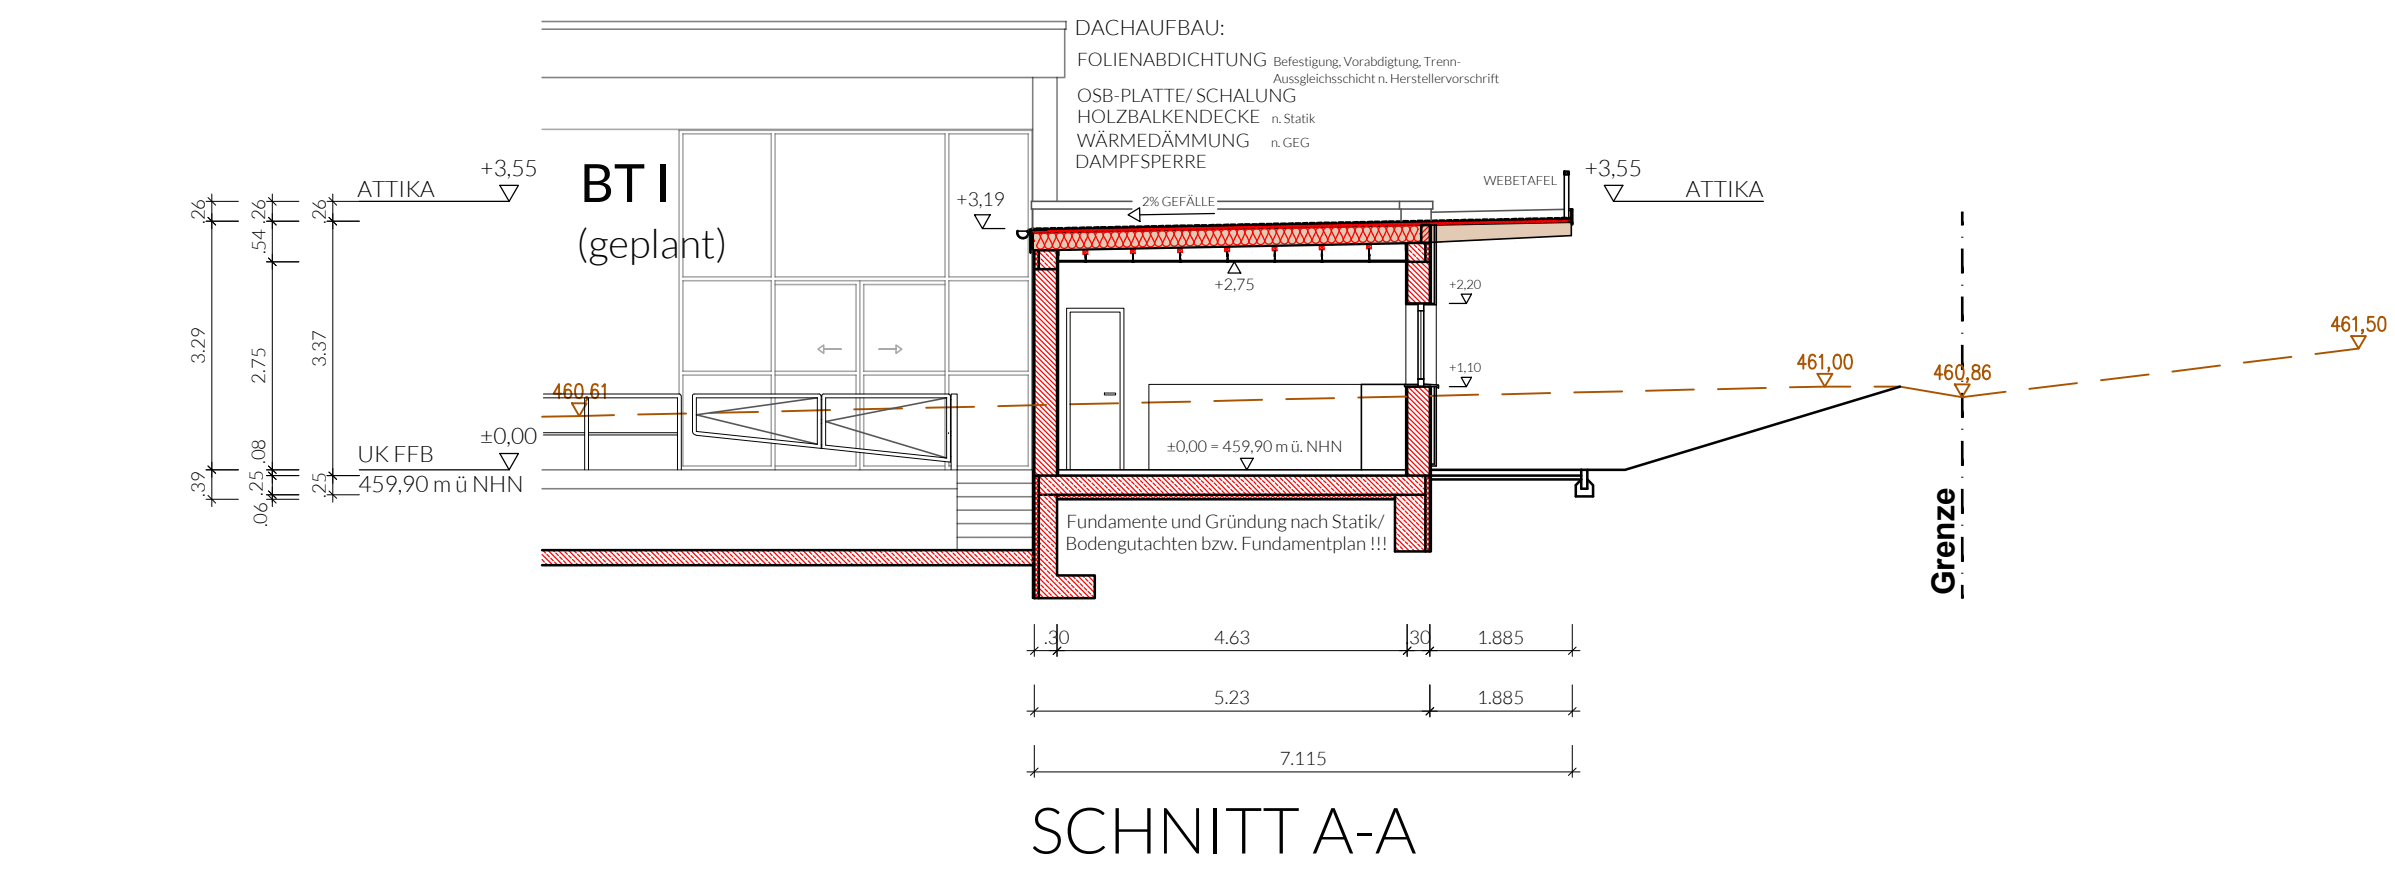 DACHAUFBAU:
FOLIENABDICHTUNG Befestigung, Vorabdigtung, Trenn-
Aussgleichsschicht n. Herstellervorschrift
OSB-PLATTE/ SCHALUNG
HOLZBALKENDECKE n. Statik
WÄRMEDÄMMUNG n. GEG
DAMPFSPERRE
BT I
(geplant)
+3,55
ATTIKA
+3,19
2% GEFÄLLE
WEBETAFEL
+3,55
ATTIKA
.26
.26
.26
.54
3.29
2.75
3.37
.08
.39
.25
.25
.06
+2,75
+2,20
+1,10
460,61
461,00
460,86
461,50
±0,00
UK FFB
459,90 m ü NHN
±0,00 = 459,90 m ü. NHN
Fundamente und Gründung nach Statik/
Bodengutachten bzw. Fundamentplan !!!
Grenze
.30
4.63
.30
1.885
5.23
1.885
7.115
SCHNITT A-A